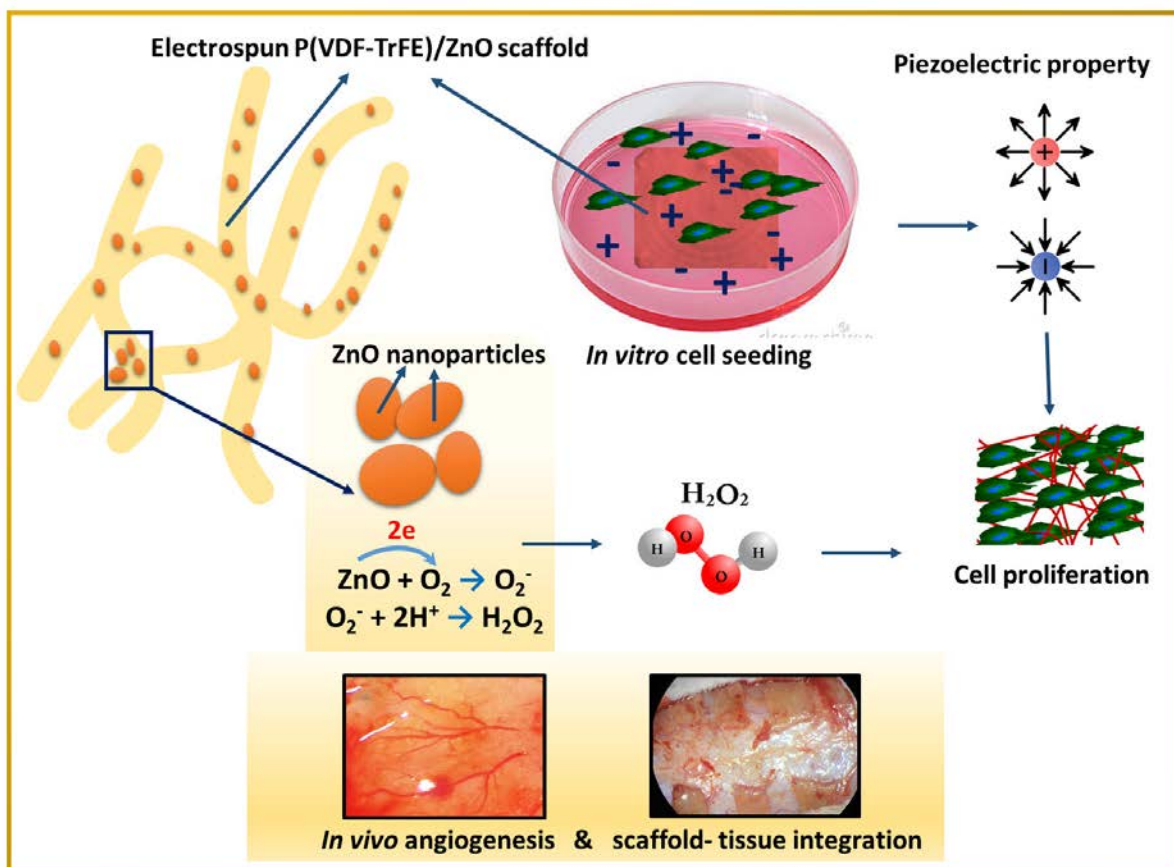 Electrospun P(VDF-TrFE)/ZnO scaffold
Piezoelectric property
+
+ + + + + + +
- - - - - -
In vitro cell seeding
ZnO nanoparticles
2e
ZnO + O₂ → O₂⁻
O₂⁻ + 2H⁺ → H₂O₂
H₂O₂
H O O H
Cell proliferation
In vivo angiogenesis & scaffold- tissue integration